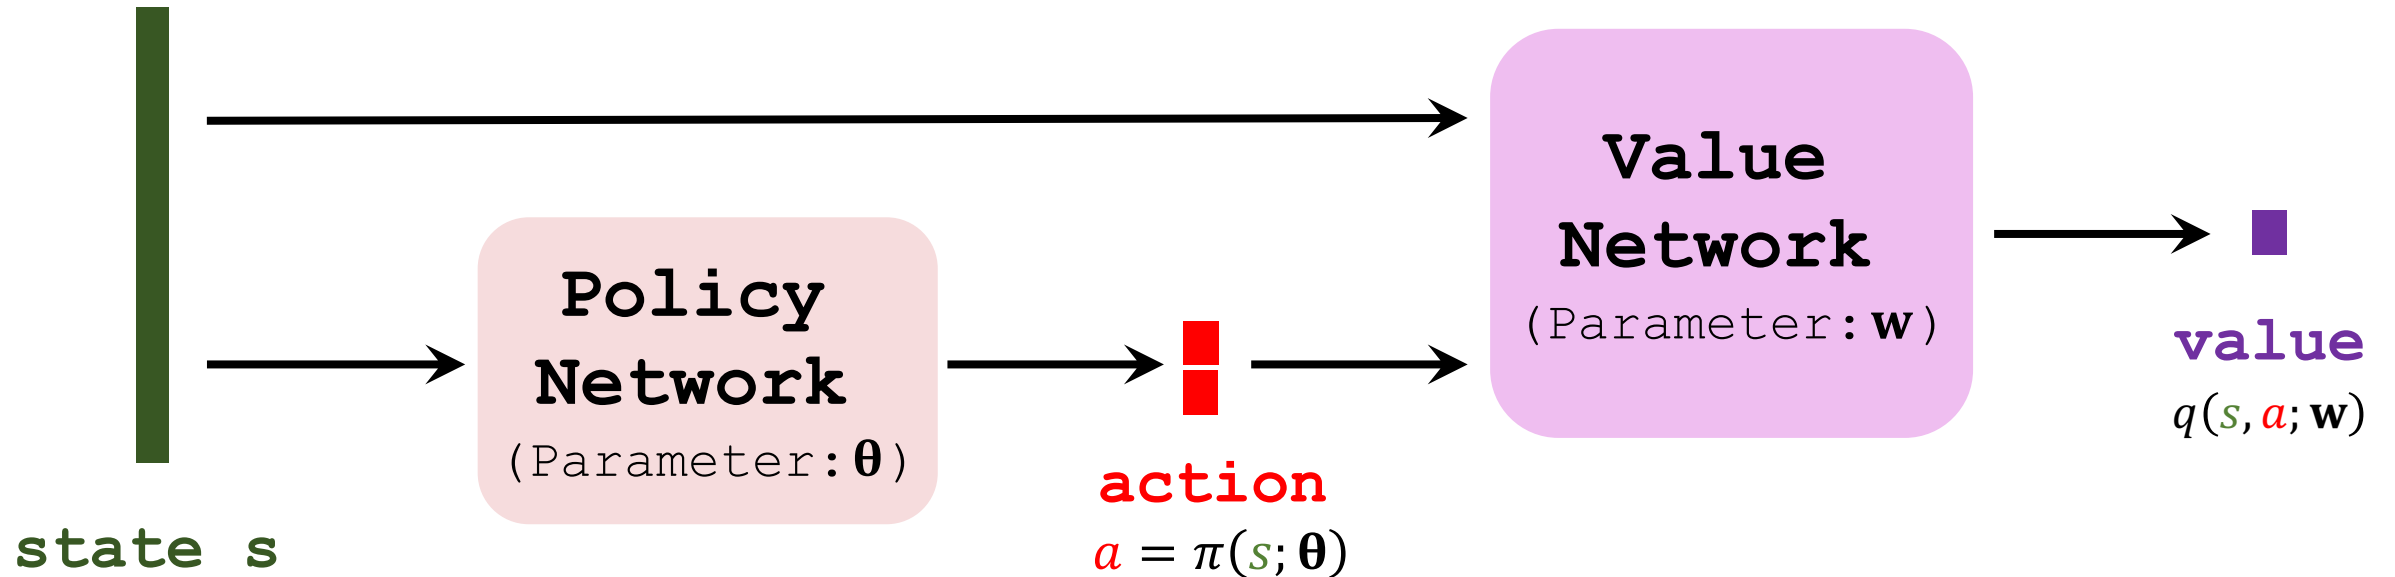 state s
Policy
Network
(Parameter: θ)
action
a = π(s; θ)
Value
Network
(Parameter: w)
value
q(s, a; w)